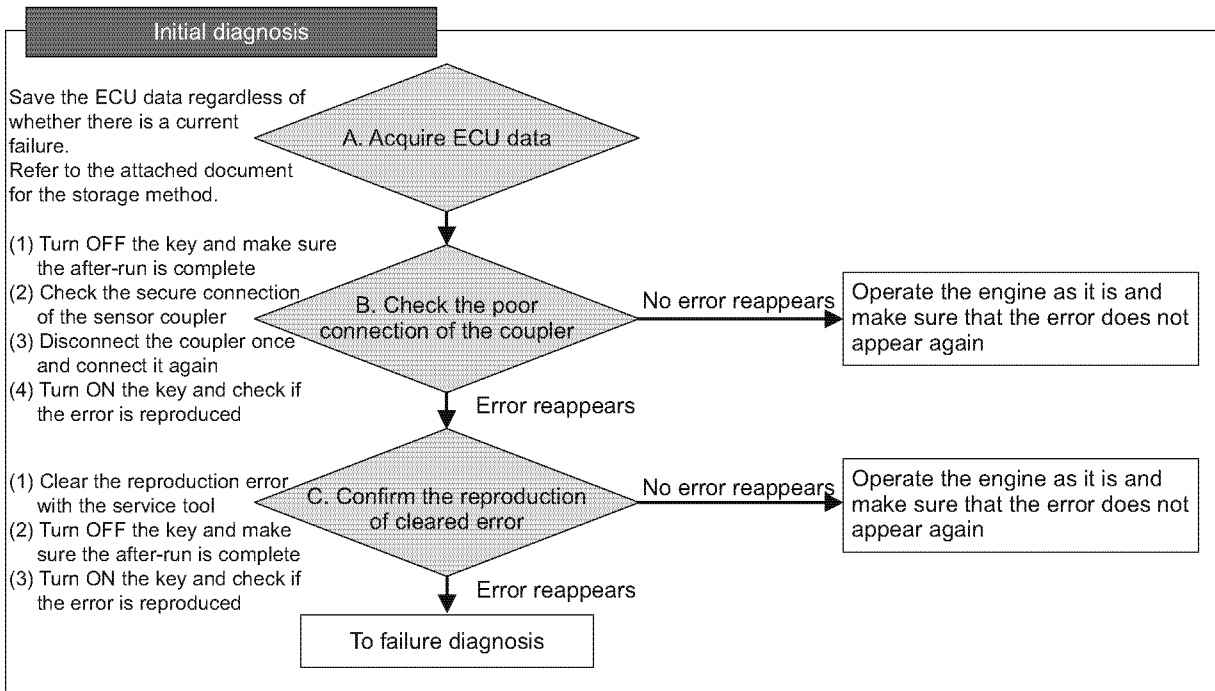 Initial diagnosis
Save the ECU data regardless of
whether there is a current
failure.
Refer to the attached document
for the storage method.
A. Acquire ECU data
(1) Turn OFF the key and make sure
the after-run is complete
(2) Check the secure connection
of the sensor coupler
(3) Disconnect the coupler once
and connect it again
(4) Turn ON the key and check if
the error is reproduced
B. Check the poor
connection of the coupler
No error reappears
Operate the engine as it is and
make sure that the error does not
appear again
Error reappears
(1) Clear the reproduction error
with the service tool
(2) Turn OFF the key and make
sure the after-run is complete
(3) Turn ON the key and check if
the error is reproduced
C. Confirm the reproduction
of cleared error
No error reappears
Operate the engine as it is and
make sure that the error does not
appear again
Error reappears
To failure diagnosis